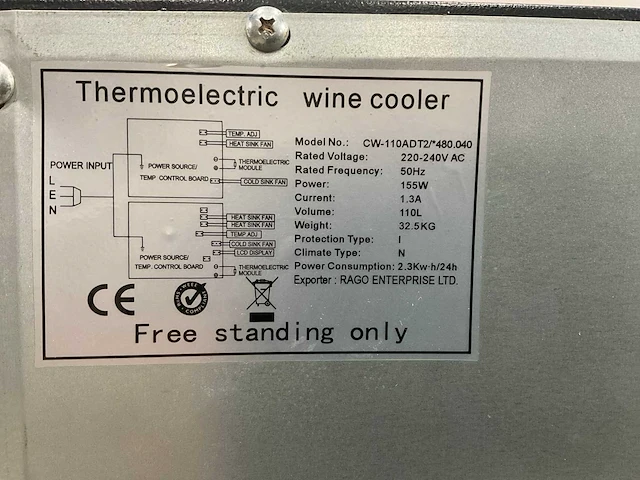 Thermoelectric wine cooler
POWER INPUT
L
E
N
TEMP. ADJ
HEAT SINK FAN
POWER SOURCE/
TEMP. CONTROL BOARD
THERMOELECTRIC
MODULE
COLD SINK FAN
HEAT SINK FAN
HEAT SINK FAN
TEMP.ADJ
COLD SINK FAN
LCD DISPLAY
POWER SOURCE/
TEMP. CONTROL BOARD
THERMOELECTRIC
MODULE
Model No.: CW-110ADT2/*480.040
Rated Voltage: 220-240V AC
Rated Frequency: 50Hz
Power: 155W
Current: 1.3A
Volume: 110L
Weight: 32.5KG
Protection Type: I
Climate Type: N
Power Consumption: 2.3Kw·h/24h
Exporter : RAGO ENTERPRISE LTD.
CE
Free standing only